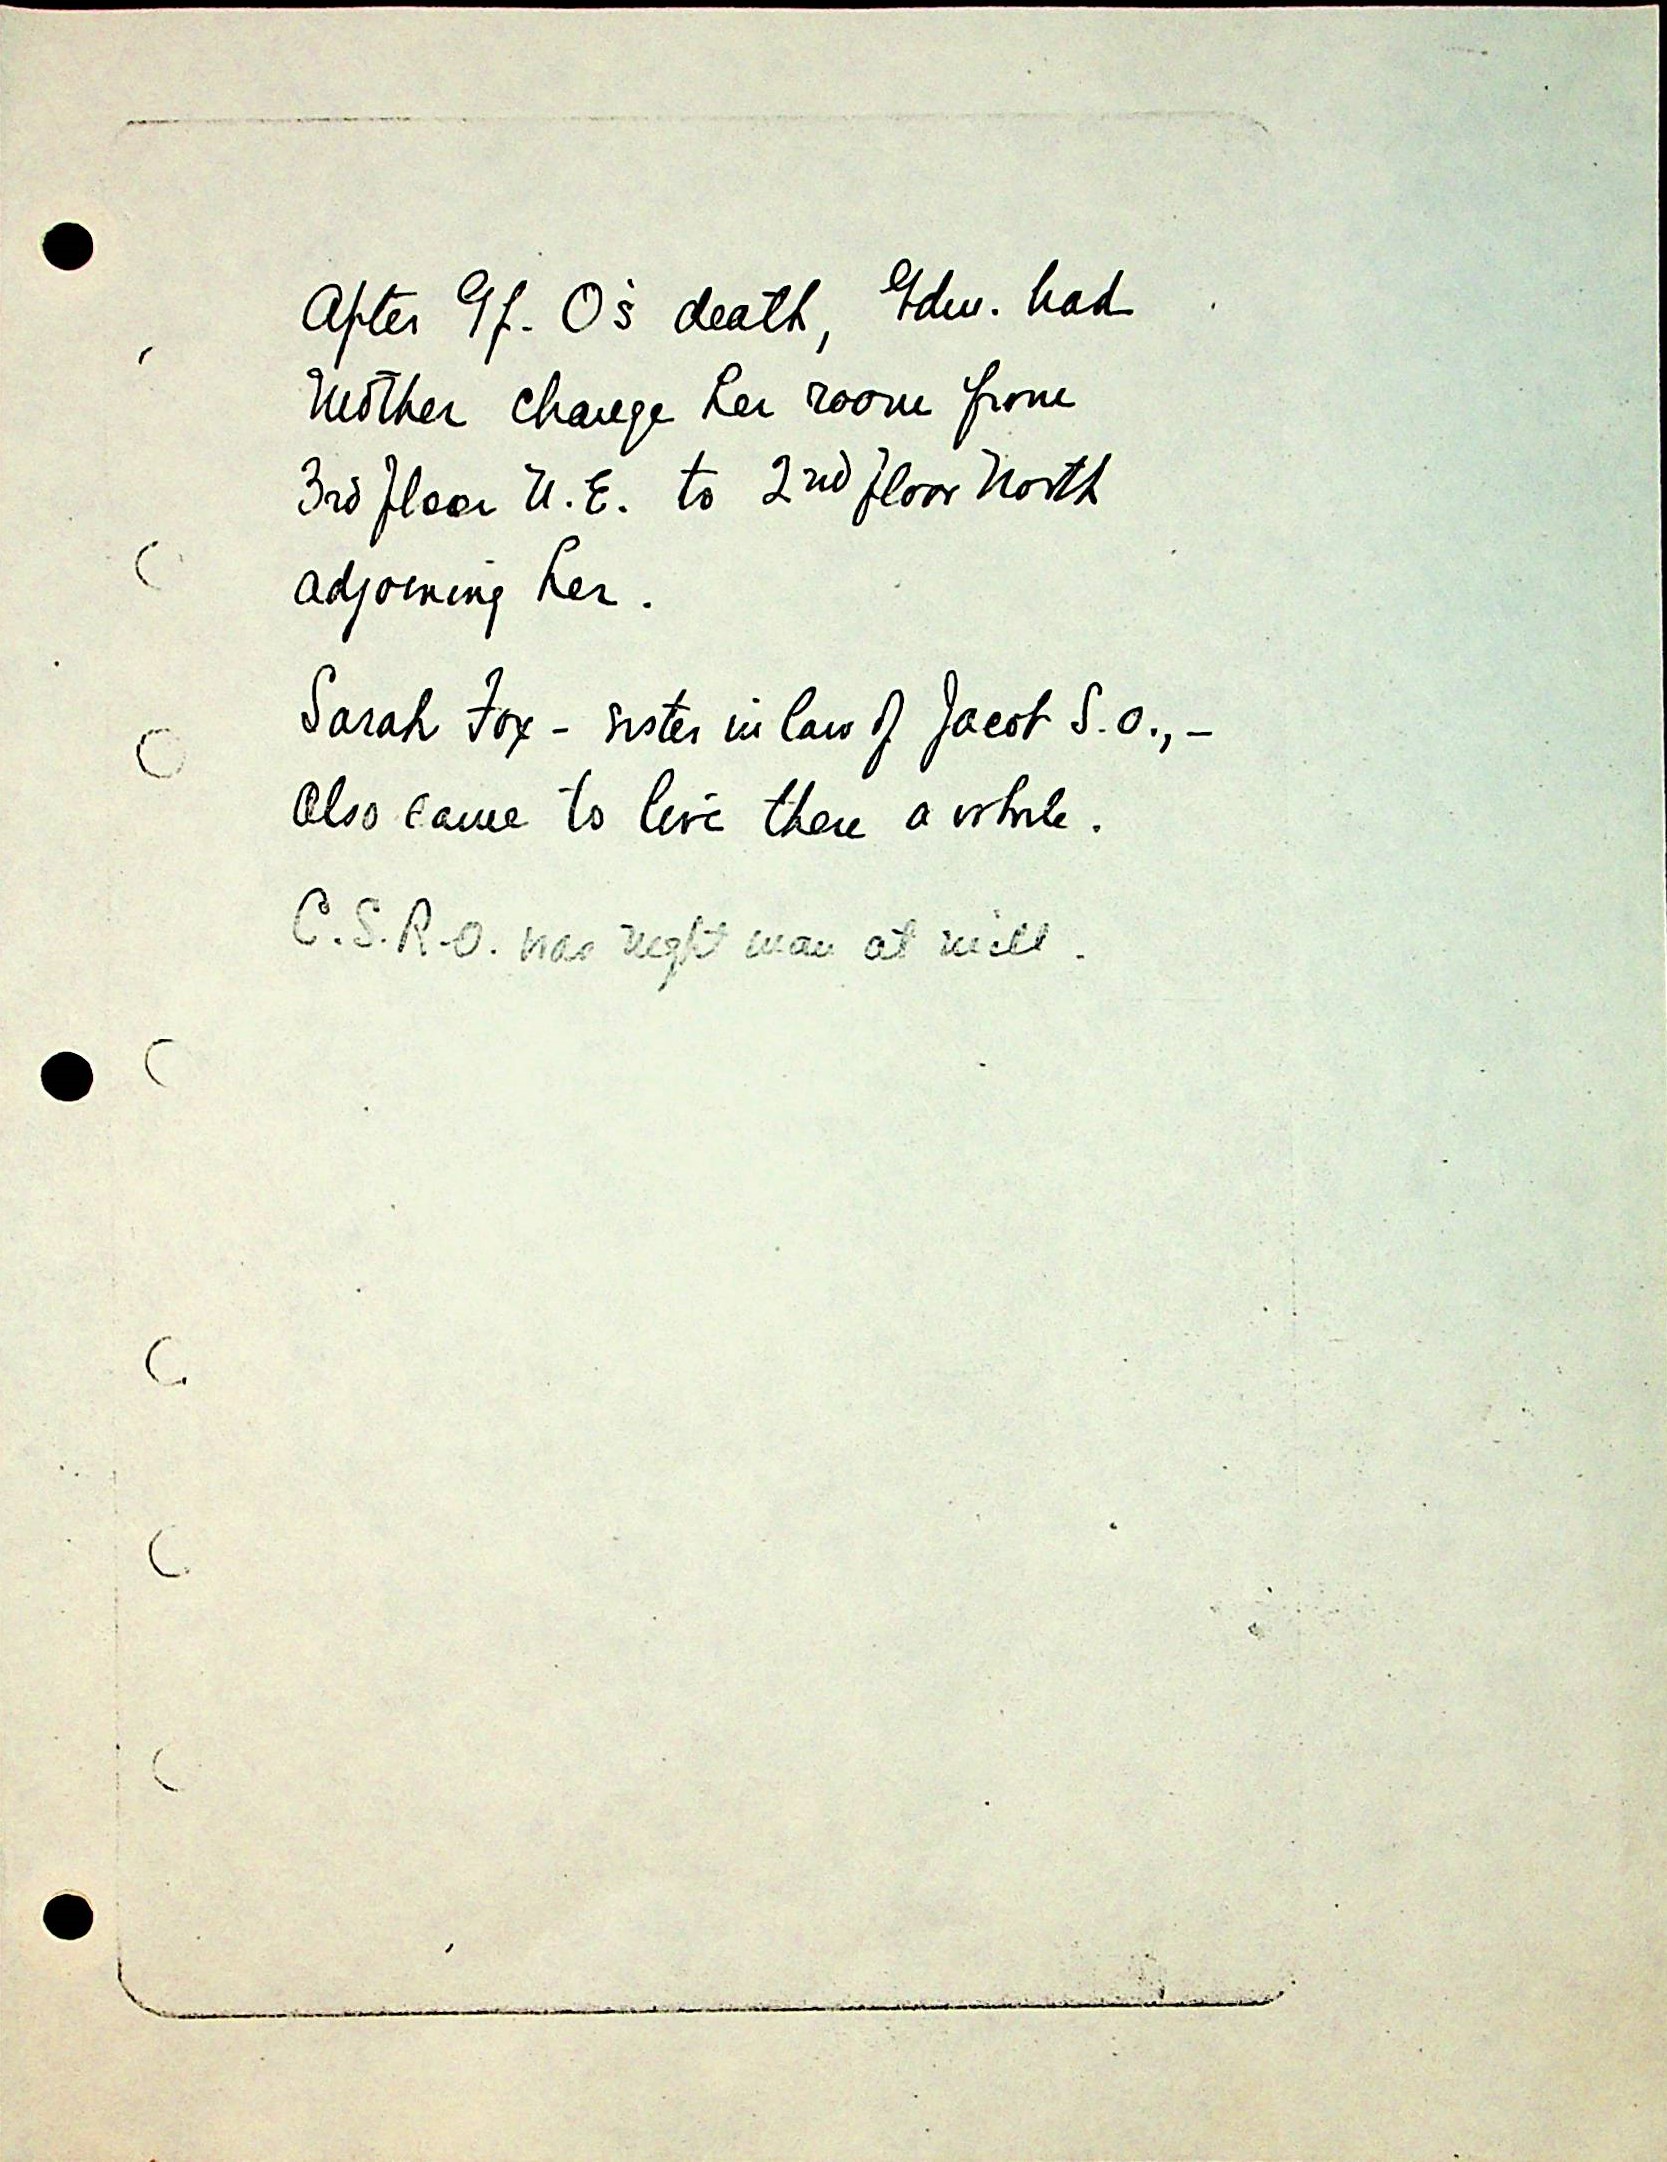 After Gf. O's death, Gdm. had
Mother change her room from
3rd floor N.E. to 2nd floor North
adjoining her.
Sarah Fox - sister in law of Jacob S. O., -
also came to live there a while.
C.S.R.O. was night man at mill.